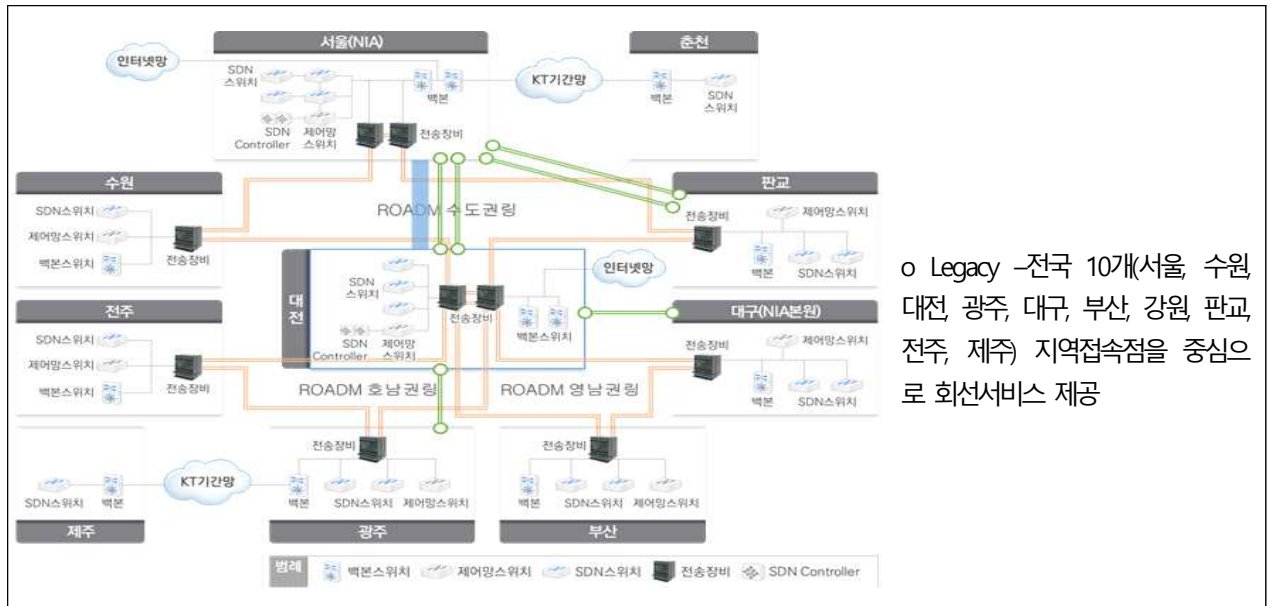 서울(NIA)
춘천
인터넷망
SDN
스위치
백본
SDN
Controller
제어망
스위치
전송장비
KT기간망
백본
SDN
스위치
수원
SDN스위치
제어망스위치
백본스위치
전송장비
ROADM 수도권링
판교
전송장비
제어망스위치
백본
SDN스위치
대전
SDN
스위치
SDN
Controller
제어망
스위치
전송장비
백본스위치
인터넷망
전주
SDN스위치
제어망스위치
백본스위치
전송장비
대구(NIA본원)
전송장비
제어망스위치
백본
SDN스위치
ROADM 호남권링
ROADM 영남권링
SDN스위치
백본
제주
KT기간망
전송장비
백본
SDN스위치
제어망스위치
광주
전송장비
백본
SDN스위치
제어망스위치
부산
범례
백본스위치
제어망스위치
SDN스위치
전송장비
SDN Controller
o Legacy –전국 10개(서울, 수원,
대전, 광주, 대구, 부산, 강원, 판교,
전주, 제주) 지역접속점을 중심으
로 회선서비스 제공